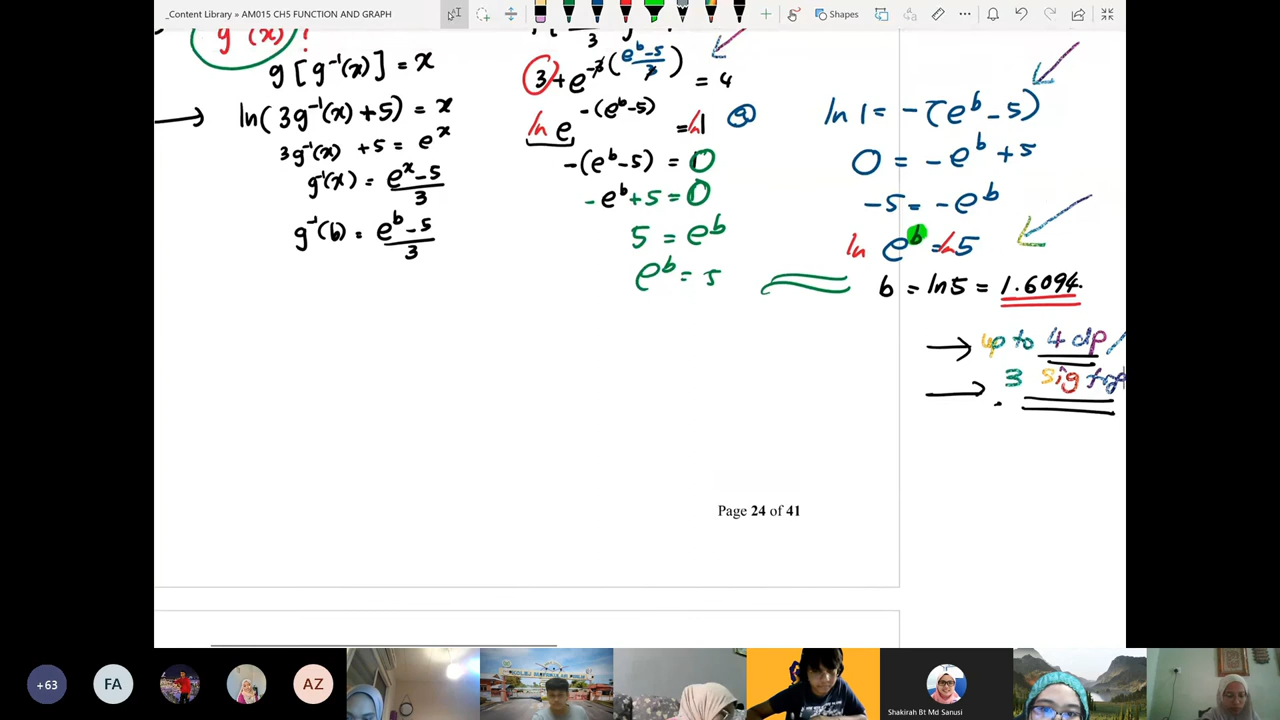 _Content Library » AM015 CH5 FUNCTION AND GRAPH
Shapes
g⁻¹(x)?
g[g⁻¹(x)] = x
ln(3g⁻¹(x)+5) = x
3g⁻¹(x) + 5 = eˣ
g⁻¹(x) = (eˣ-5)/3
g⁻¹(b) = (eᵇ-5)/3
3 + e^(-3((eᵇ-5)/3)) = 4
ln e^(-(eᵇ-5)) = ln 1
-(eᵇ-5) = 0
-eᵇ+5 = 0
5 = eᵇ
eᵇ = 5
ln 1 = -(eᵇ-5)
0 = -eᵇ+5
-5 = -eᵇ
ln eᵇ = ln 5
b = ln 5 = 1.6094.
up to 4 dp/
3 sig
Page 24 of 41
+63
FA
AZ
Shakirah Bt Md Sanusi